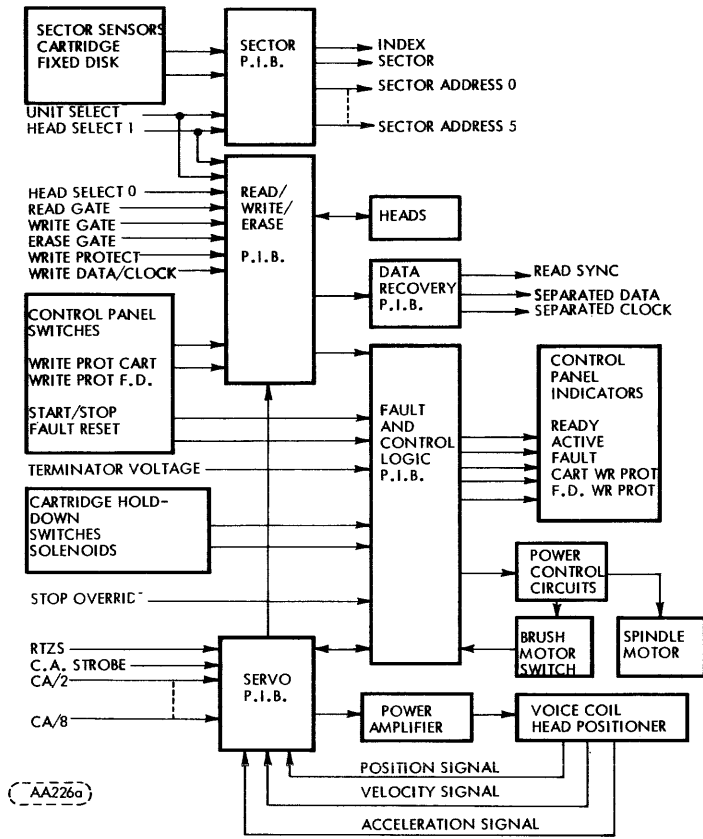 SECTOR SENSORS
CARTRIDGE
FIXED DISK
SECTOR
P.I.B.
INDEX
SECTOR
SECTOR ADDRESS 0
SECTOR ADDRESS 5
UNIT SELECT
HEAD SELECT 1
HEAD SELECT 0
READ GATE
WRITE GATE
ERASE GATE
WRITE PROTECT
WRITE DATA/CLOCK
READ/
WRITE/
ERASE
P.I.B.
HEADS
DATA
RECOVERY
P.I.B.
READ SYNC
SEPARATED DATA
SEPARATED CLOCK
CONTROL PANEL
SWITCHES
WRITE PROT CART
WRITE PROT F.D.
START/STOP
FAULT RESET
FAULT
AND
CONTROL
LOGIC
P.I.B.
CONTROL
PANEL
INDICATORS
READY
ACTIVE
FAULT
CART WR PROT
F.D. WR PROT
TERMINATOR VOLTAGE
CARTRIDGE HOLD-
DOWN
SWITCHES
SOLENOIDS
POWER
CONTROL
CIRCUITS
STOP OVERRIDE
BRUSH
MOTOR
SWITCH
SPINDLE
MOTOR
RTZS
C.A. STROBE
CA/2
CA/8
SERVO
P.I.B.
POWER
AMPLIFIER
VOICE COIL
HEAD POSITIONER
POSITION SIGNAL
VELOCITY SIGNAL
ACCELERATION SIGNAL
AA226a